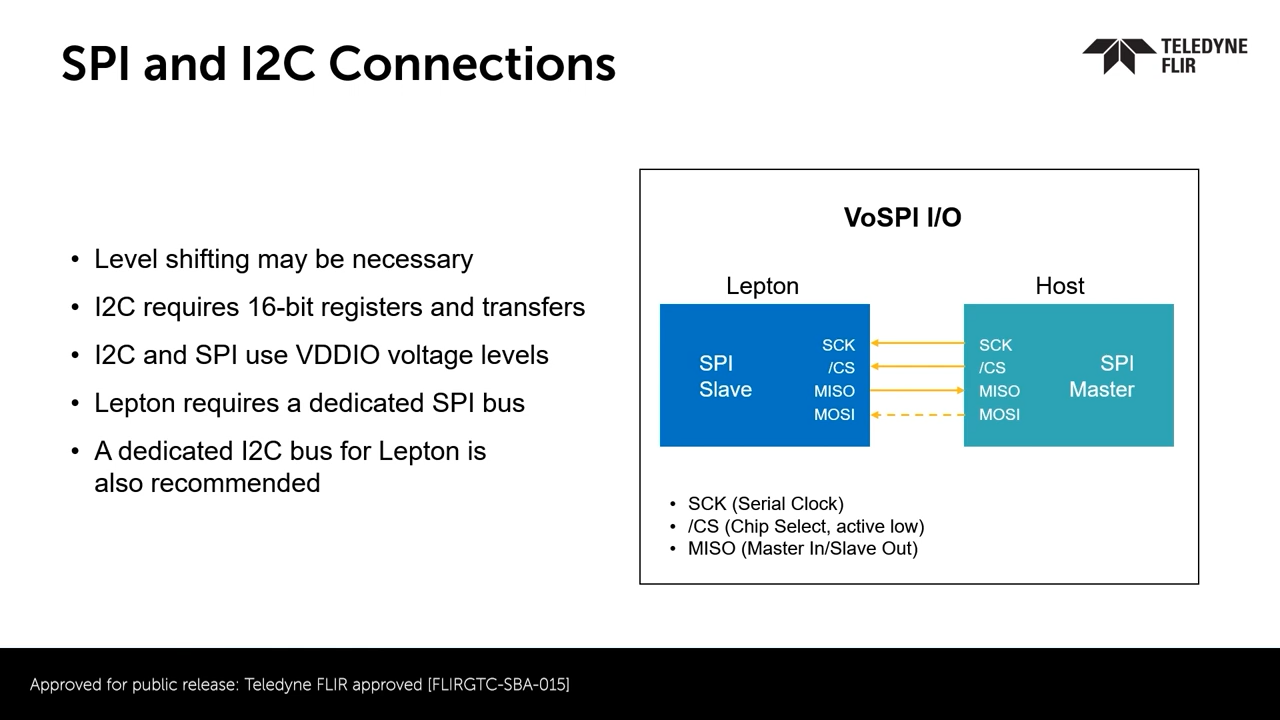 SPI and I2C Connections
TELEDYNE
FLIR
• Level shifting may be necessary
• I2C requires 16-bit registers and transfers
• I2C and SPI use VDDIO voltage levels
• Lepton requires a dedicated SPI bus
• A dedicated I2C bus for Lepton is
also recommended
VoSPI I/O
Lepton
SPI
Slave
SCK
/CS
MISO
MOSI
Host
SCK
/CS
MISO
MOSI
SPI
Master
• SCK (Serial Clock)
• /CS (Chip Select, active low)
• MISO (Master In/Slave Out)
Approved for public release: Teledyne FLIR approved [FLIRGTC-SBA-015]